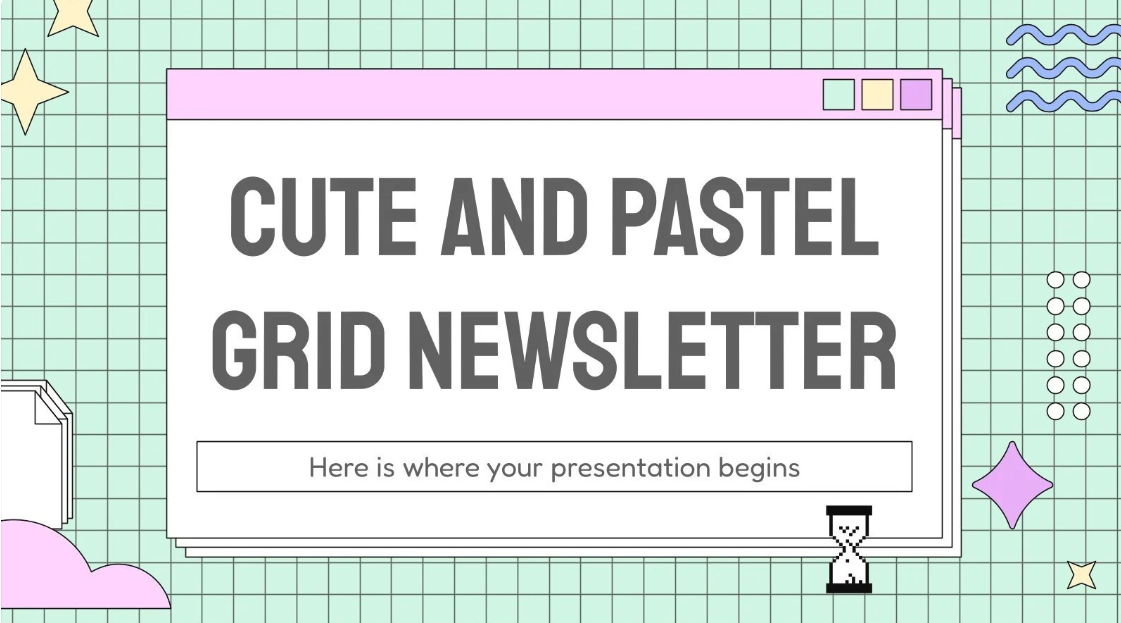 CUTE AND PASTEL
GRID NEWSLETTER
Here is where your presentation begins